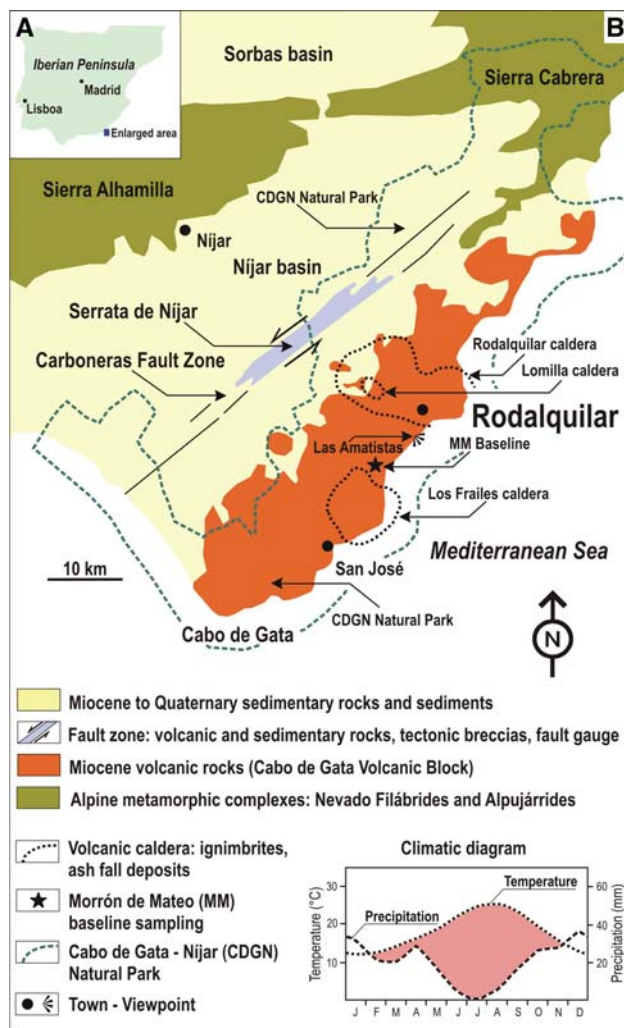 A
B
Iberian Peninsula
Madrid
Lisboa
Enlarged area
Sorbas basin
Sierra Cabrera
Sierra Alhamilla
CDGN Natural Park
Níjar
Níjar basin
Serrata de Níjar
Carboneras Fault Zone
Rodalquilar caldera
Lomilla caldera
Rodalquilar
Las Amatistas
MM Baseline
Los Frailes caldera
Mediterranean Sea
10 km
San José
CDGN Natural Park
Cabo de Gata
N
Miocene to Quaternary sedimentary rocks and sediments
Fault zone: volcanic and sedimentary rocks, tectonic breccias, fault gauge
Miocene volcanic rocks (Cabo de Gata Volcanic Block)
Alpine metamorphic complexes: Nevado Filábrides and Alpujárrides
Volcanic caldera: ignimbrites,
ash fall deposits
Morrón de Mateo (MM)
baseline sampling
Cabo de Gata - Níjar (CDGN)
Natural Park
Town - Viewpoint
Climatic diagram
Temperature
Precipitation
Temperature (°C)
30
20
10
Precipitation (mm)
60
40
20
J F M A M J J A S O N D